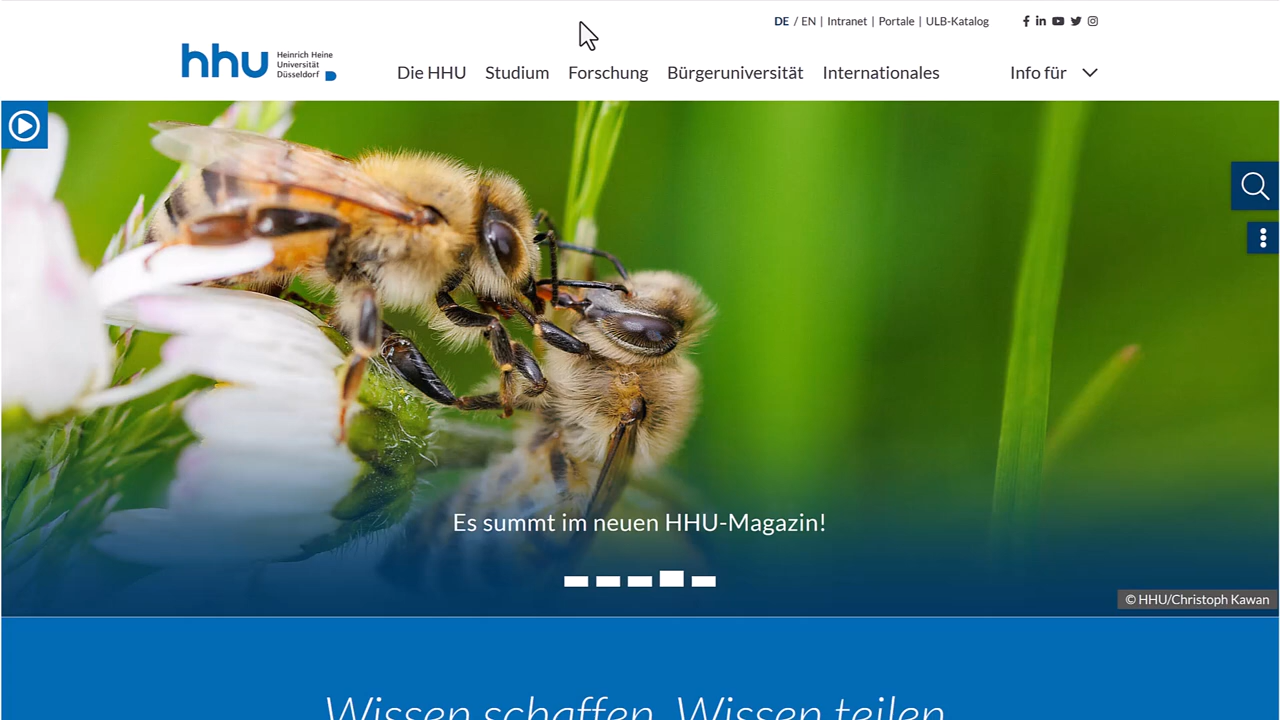 DE / EN | Intranet | Portale | ULB-Katalog
hhu Heinrich Heine
Universität
Düsseldorf
Die HHU Studium Forschung Bürgeruniversität Internationales Info für
Es summt im neuen HHU-Magazin!
© HHU/Christoph Kawan
Wissen schaffen. Wissen teilen.